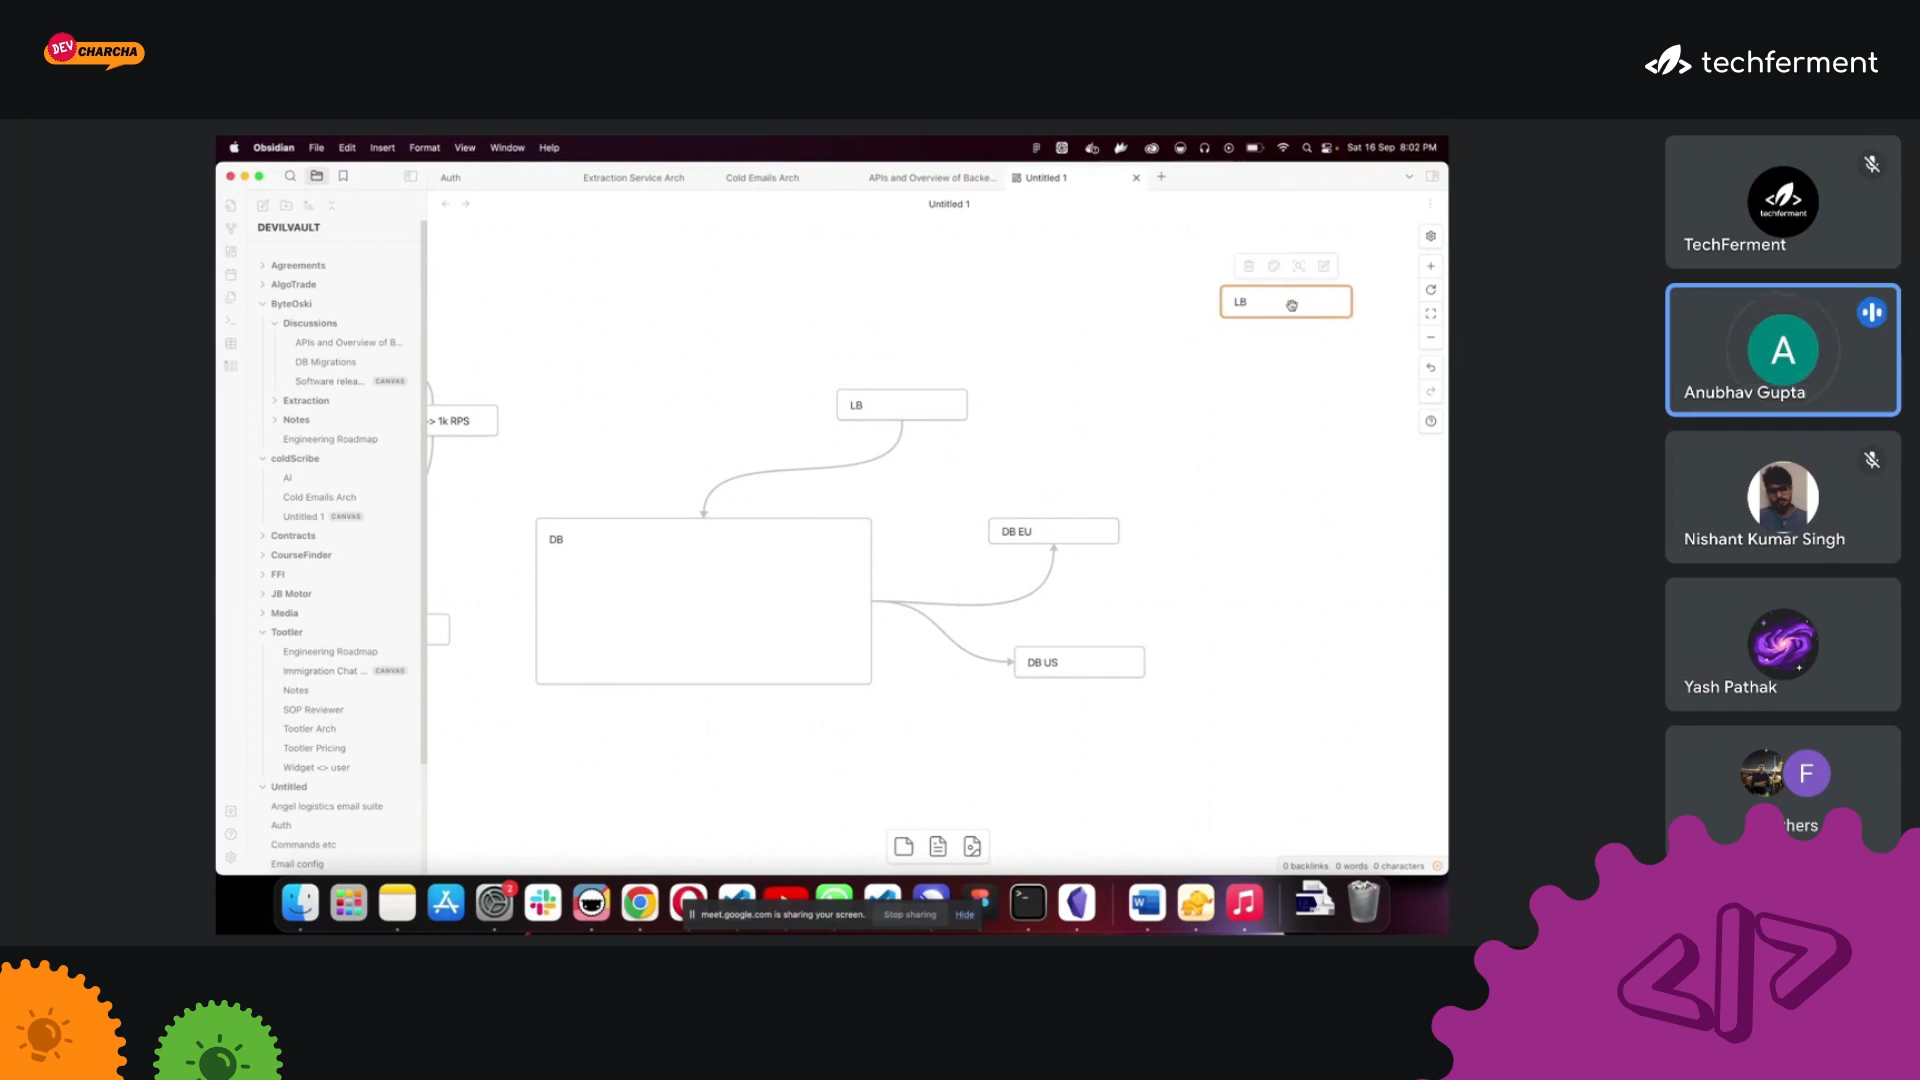 DEV CHARCHA
techferment
Obsidian File Edit Insert Format View Window Help
Sat 16 Sep 8:02 PM
Auth
Extraction Service Arch
Cold Emails Arch
APIs and Overview of Backe...
Untitled 1
Untitled 1
DEVILVAULT
Agreements
AlgoTrade
ByteOski
Discussions
APIs and Overview of B...
DB Migrations
Software relea... CANVAS
Extraction
Notes
Engineering Roadmap
coldScribe
AI
Cold Emails Arch
Untitled 1 CANVAS
Contracts
CourseFinder
FFI
JB Motor
Media
Tootler
Engineering Roadmap
Immigration Chat ... CANVAS
Notes
SOP Reviewer
Tootler Arch
Tootler Pricing
Widget <> user
Untitled
Angel logistics email suite
Auth
Commands etc
Email config
-> 1k RPS
LB
LB
DB
DB EU
DB US
0 backlinks 0 words 0 characters
2
meet.google.com is sharing your screen. Stop sharing Hide
techferment
TechFerment
A
Anubhav Gupta
Nishant Kumar Singh
Yash Pathak
F
hers